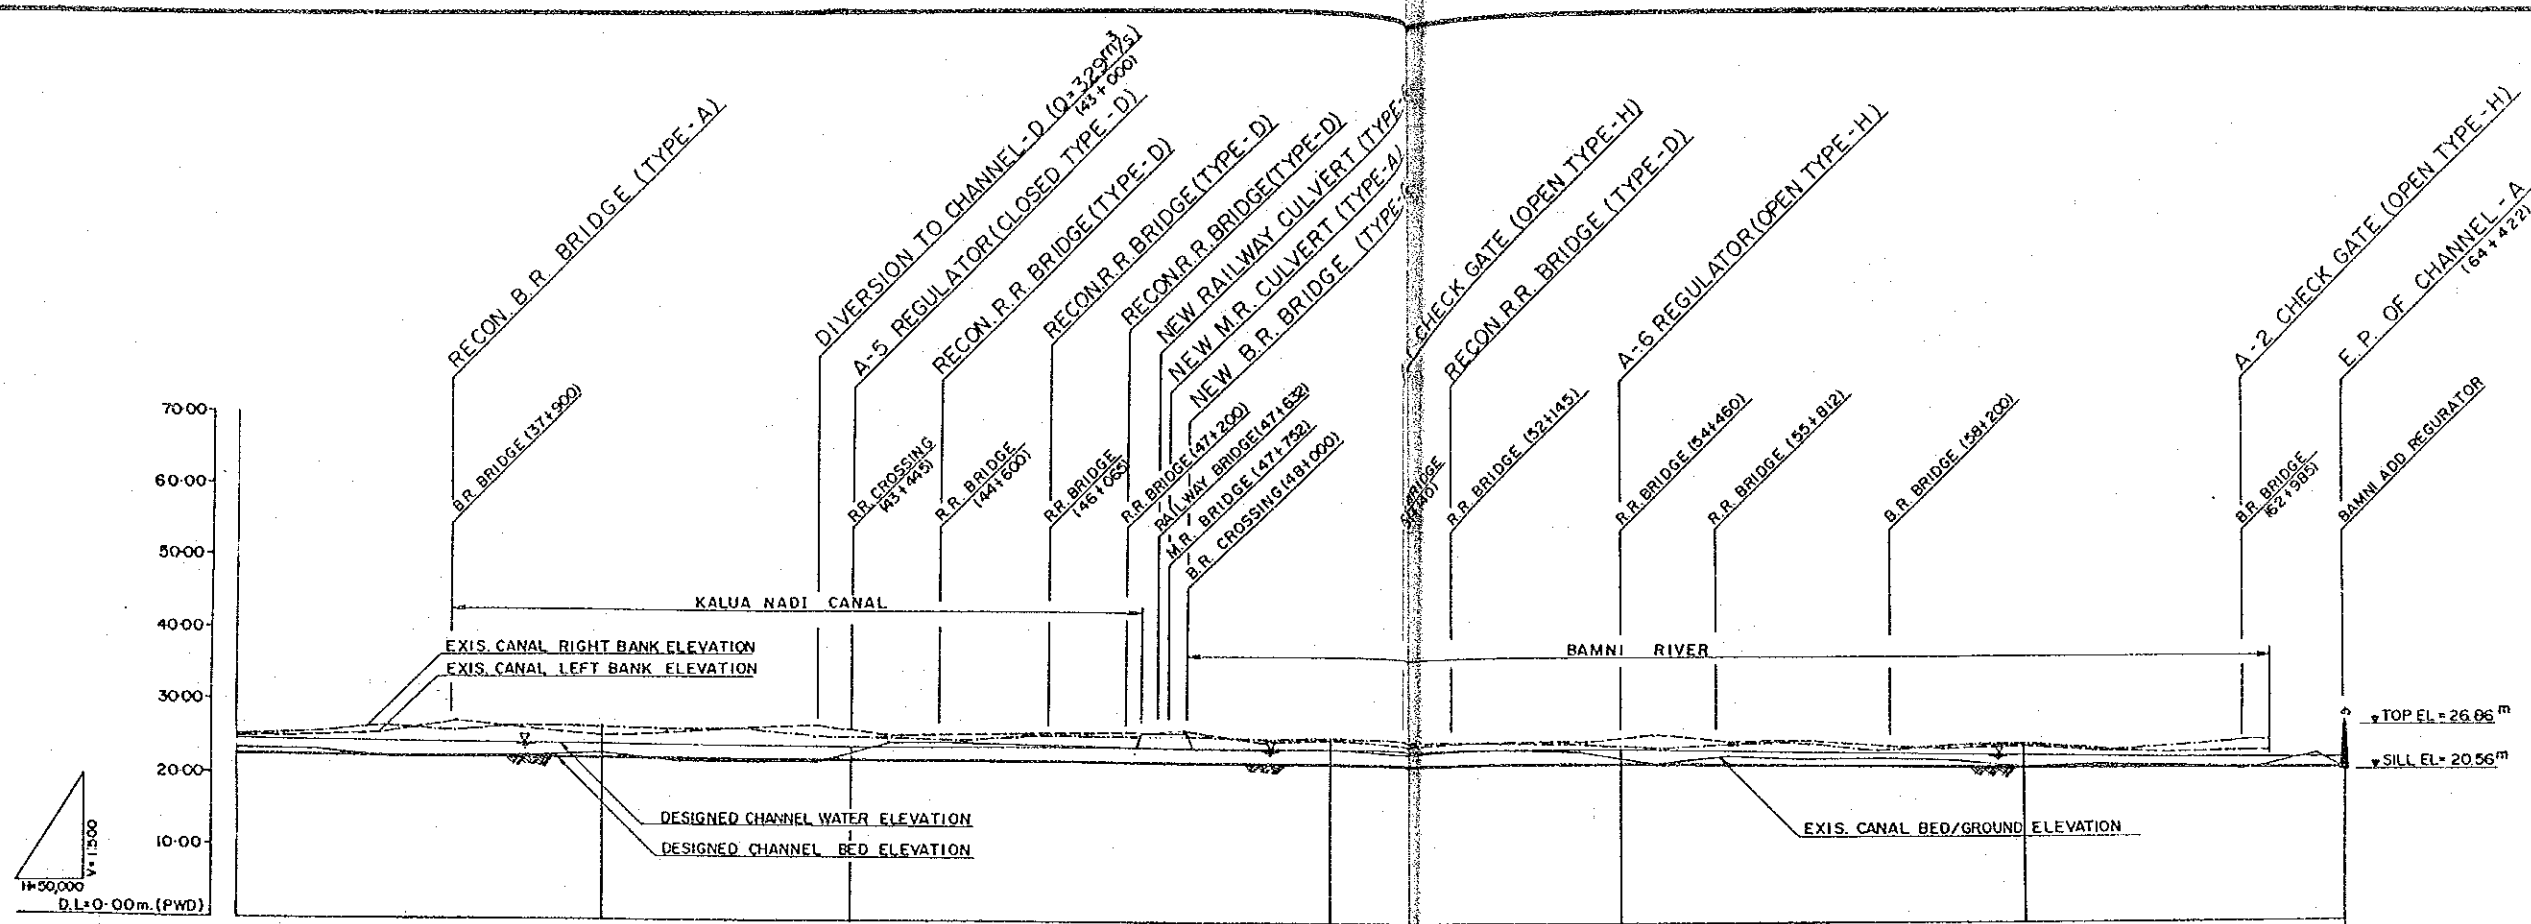 RECON. B.R. BRIDGE (TYPE-A)
DIVERSION TO CHANNEL-D (Q=3.29m³/s)
(43+000)
A-5 REGULATOR (CLOSED TYPE-D)
RECON. R.R. BRIDGE (TYPE-D)
RECON. R.R. BRIDGE (TYPE-D)
RECON. R.R. BRIDGE (TYPE-D)
NEW RAILWAY CULVERT (TYPE-
NEW M.R. CULVERT (TYPE-A)
NEW B.R. BRIDGE (TYPE-
CHECK GATE (OPEN TYPE-H)
RECON. R.R. BRIDGE (TYPE-D)
A-6 REGULATOR (OPEN TYPE-H)
A-2 CHECK GATE (OPEN TYPE-H)
E.P. OF CHANNEL-A
(64+422)
B.R. BRIDGE (37+900)
R.R. CROSSING
(43+445)
R.R. BRIDGE
(44+600)
R.R. BRIDGE
(46+065)
R.R. BRIDGE (47+200)
RAILWAY BRIDGE (47+632)
M.R. BRIDGE (47+752)
B.R. CROSSING (48+000)
BRIDGE
R.R. BRIDGE (52+145)
R.R. BRIDGE (54+460)
R.R. BRIDGE (55+812)
B.R. BRIDGE (58+200)
B.R. BRIDGE
(62+985)
BAMNI ADD REGURATOR
70·00
60·00
50·00
40·00
30·00
20·00
10·00
KALUA NADI CANAL
BAMNI RIVER
EXIS. CANAL RIGHT BANK ELEVATION
EXIS. CANAL LEFT BANK ELEVATION
TOP EL = 26.86 m
SILL EL = 20.56 m
DESIGNED CHANNEL WATER ELEVATION
DESIGNED CHANNEL BED ELEVATION
EXIS. CANAL BED/GROUND ELEVATION
V=1:500
H=50,000
D.L=0·00m.(PWD)